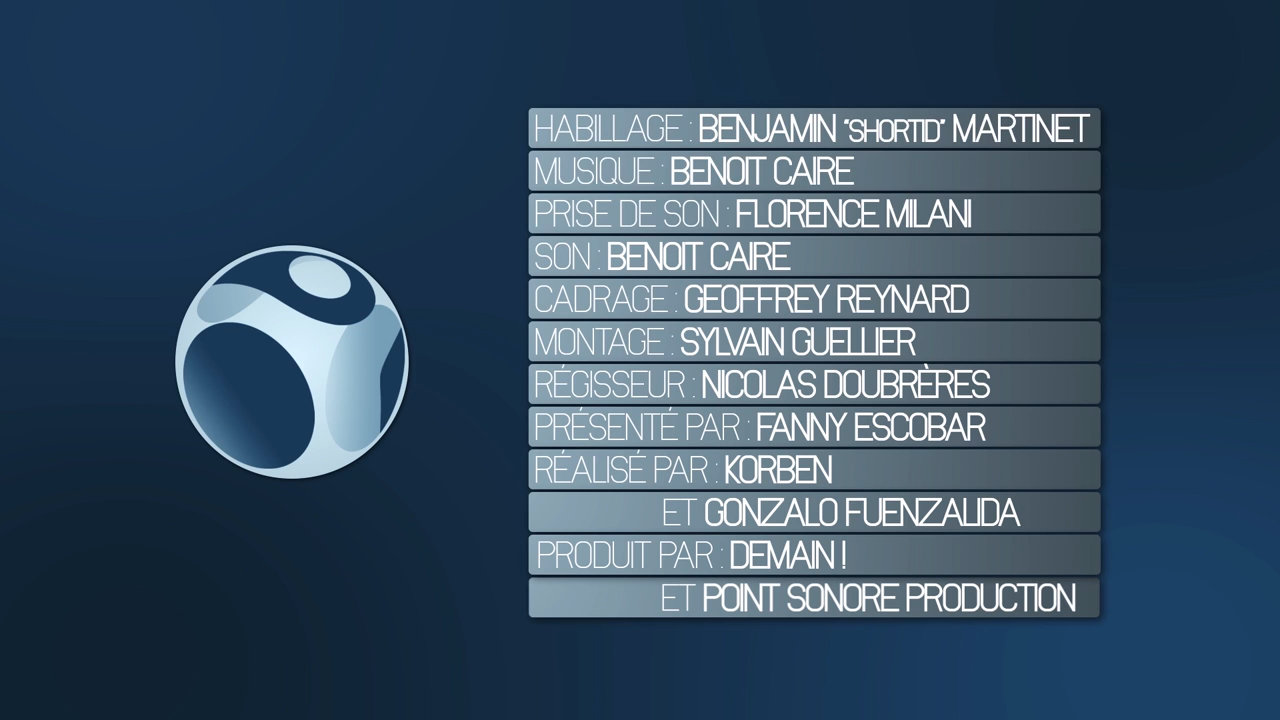 HABILLAGE : BENJAMIN "SHORTID" MARTINET
MUSIQUE : BENOIT CAIRE
PRISE DE SON : FLORENCE MILANI
SON : BENOIT CAIRE
CADRAGE : GEOFFREY REYNARD
MONTAGE : SYLVAIN GUELLIER
RÉGISSEUR : NICOLAS DOUBRÈRES
PRÉSENTÉ PAR : FANNY ESCOBAR
RÉALISÉ PAR : KORBEN
ET GONZALO FUENZALIDA
PRODUIT PAR : DEMAIN !
ET POINT SONORE PRODUCTION